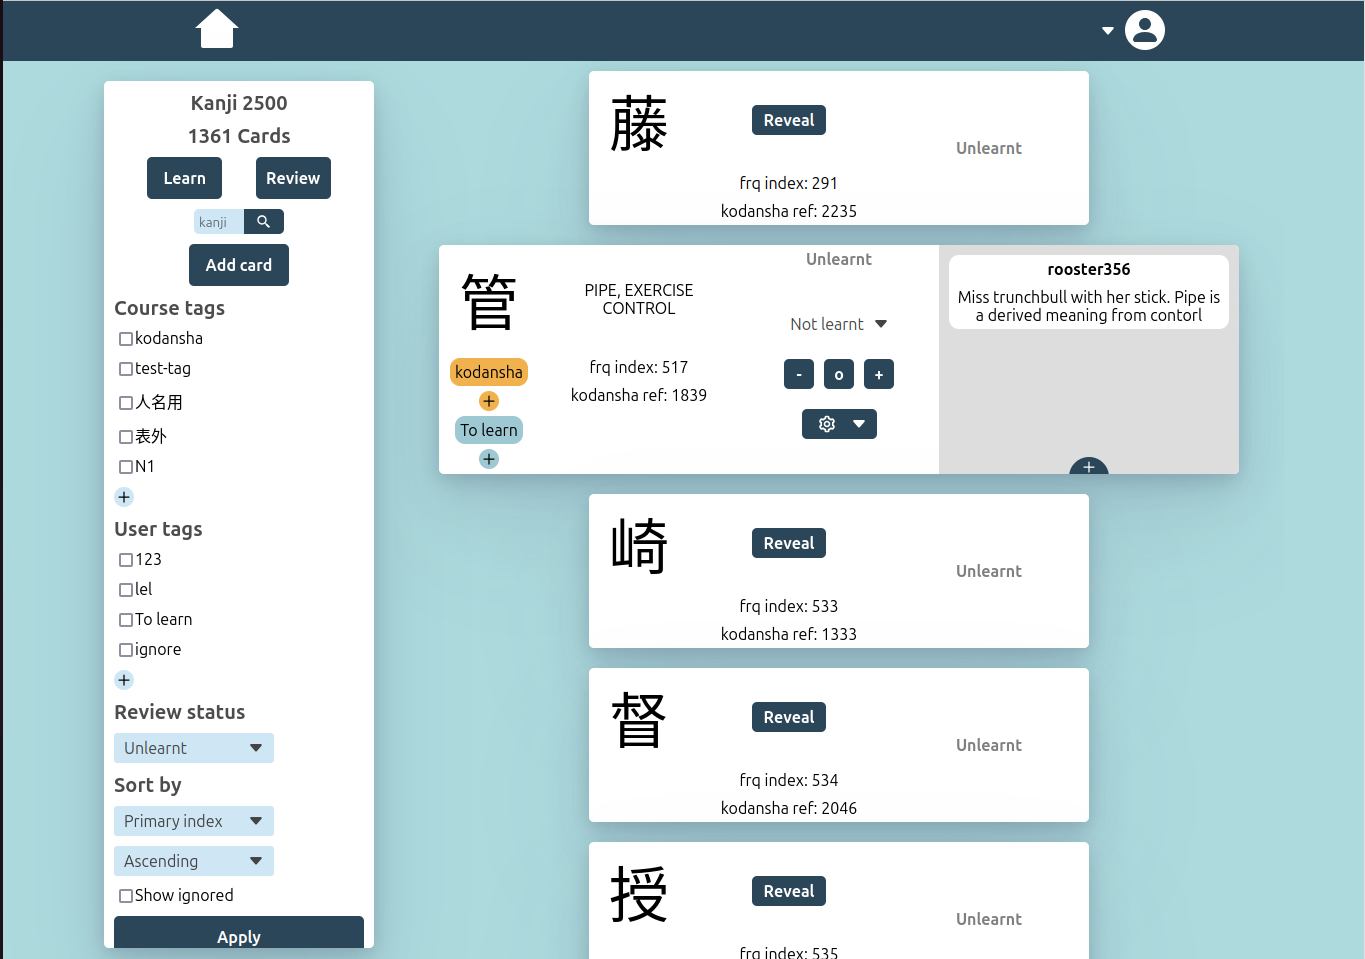 Kanji 2500
1361 Cards
Learn
Review
kanji
Add card
Course tags
kodansha
test-tag
人名用
表外
N1
+
User tags
123
lel
To learn
ignore
+
Review status
Unlearnt
Sort by
Primary index
Ascending
Show ignored
Apply
藤
Reveal
Unlearnt
frq index: 291
kodansha ref: 2235
管
kodansha
+
To learn
+
PIPE, EXERCISE
CONTROL
frq index: 517
kodansha ref: 1839
Unlearnt
Not learnt
- o +
rooster356
Miss trunchbull with her stick. Pipe is
a derived meaning from contorl
+
崎
Reveal
Unlearnt
frq index: 533
kodansha ref: 1333
督
Reveal
Unlearnt
frq index: 534
kodansha ref: 2046
授
Reveal
Unlearnt
frq index: 535